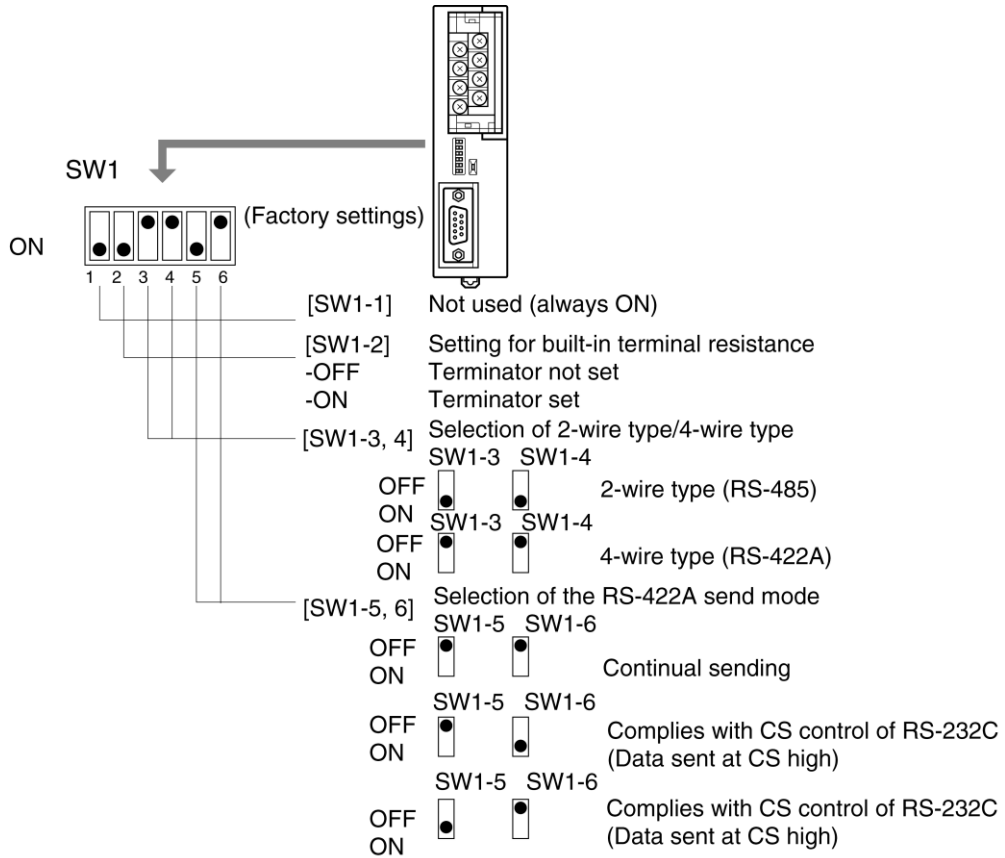 SW1
(Factory settings)
ON
1 2 3 4 5 6
[SW1-1] Not used (always ON)
[SW1-2] Setting for built-in terminal resistance
-OFF Terminator not set
-ON Terminator set
[SW1-3, 4] Selection of 2-wire type/4-wire type
SW1-3 SW1-4
OFF
ON
2-wire type (RS-485)
SW1-3 SW1-4
OFF
ON
4-wire type (RS-422A)
[SW1-5, 6] Selection of the RS-422A send mode
SW1-5 SW1-6
OFF
ON
Continual sending
SW1-5 SW1-6
OFF
ON
Complies with CS control of RS-232C
(Data sent at CS high)
SW1-5 SW1-6
OFF
ON
Complies with CS control of RS-232C
(Data sent at CS high)